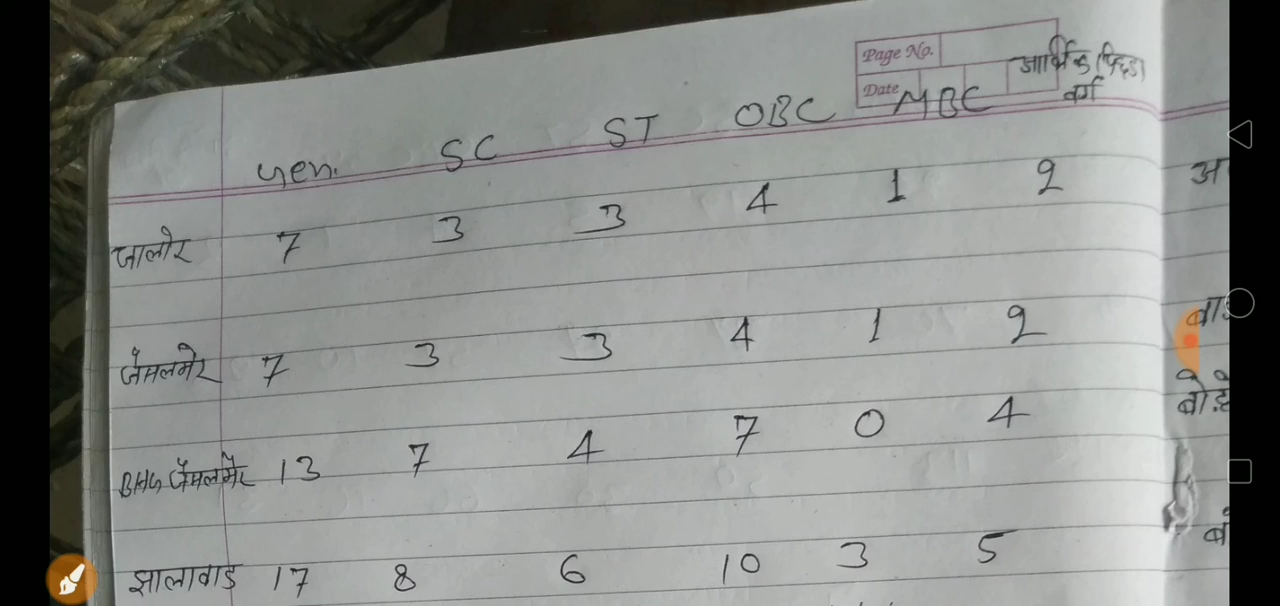 Page No.
Date
gen. SC ST OBC MBC आर्थिक पिछडा वर्ग
जालोर 7 3 3 4 1 2
जैसलमेर 7 3 3 4 1 2
BHG जैसलमेर 13 7 4 7 0 4
झालावाड 17 8 6 10 3 5